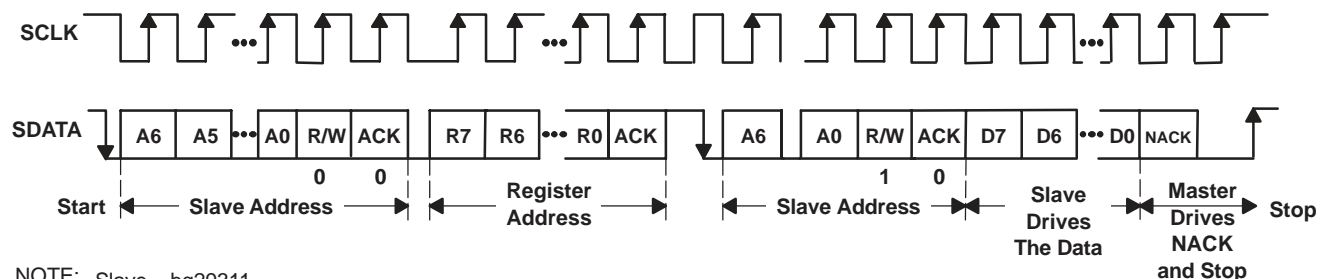 SCLK
••• ••• •••
SDATA
A6 A5 ••• A0 R/W ACK R7 R6 ••• R0 ACK A6 A0 R/W ACK D7 D6 ••• D0 NACK
0 0 1 0
Start Slave Address Register Address Slave Address Slave Drives The Data Master Drives NACK and Stop Stop
NOTE: Slave bq29311